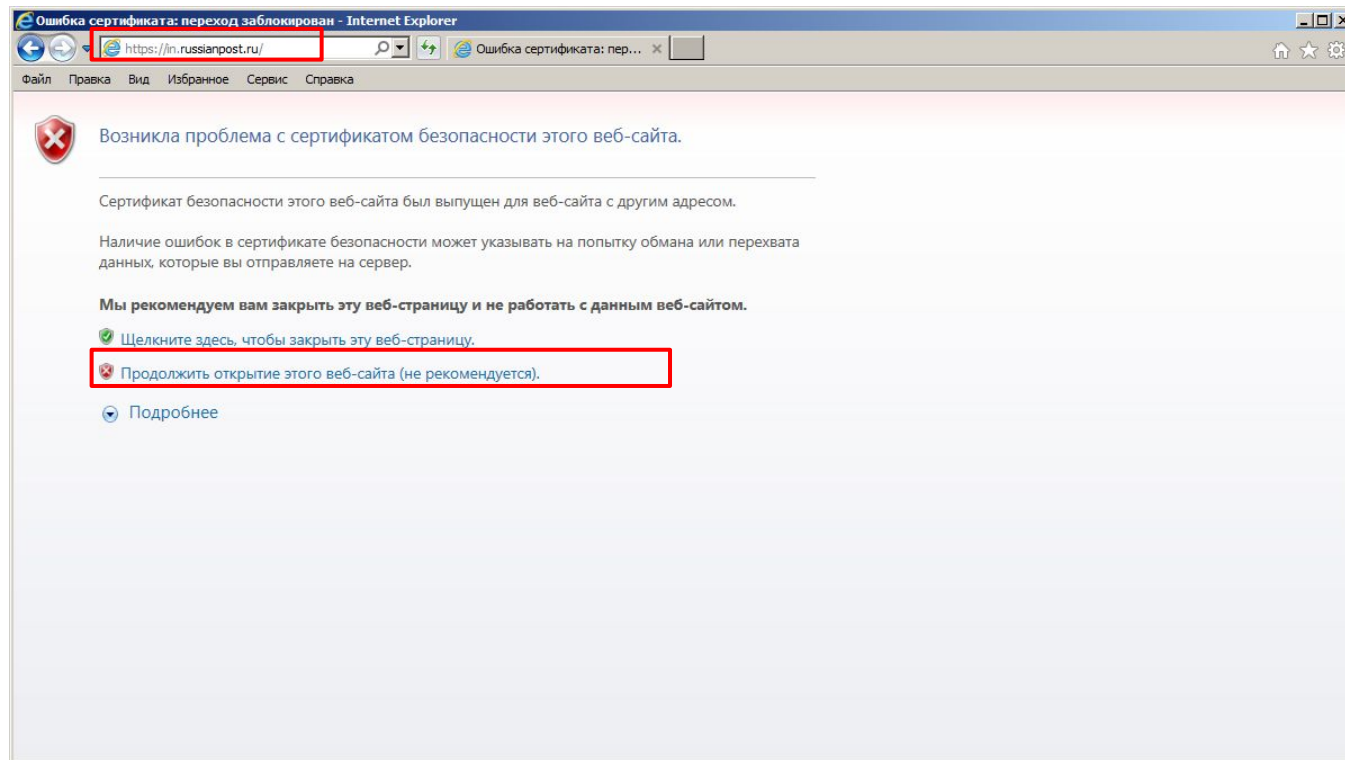 Ошибка сертификата: переход заблокирован - Internet Explorer
https://in.russianpost.ru/
Ошибка сертификата: пер...
Файл Правка Вид Избранное Сервис Справка
Возникла проблема с сертификатом безопасности этого веб-сайта.
Сертификат безопасности этого веб-сайта был выпущен для веб-сайта с другим адресом.
Наличие ошибок в сертификате безопасности может указывать на попытку обмана или перехвата
данных, которые вы отправляете на сервер.
Мы рекомендуем вам закрыть эту веб-страницу и не работать с данным веб-сайтом.
Щелкните здесь, чтобы закрыть эту веб-страницу.
Продолжить открытие этого веб-сайта (не рекомендуется).
Подробнее